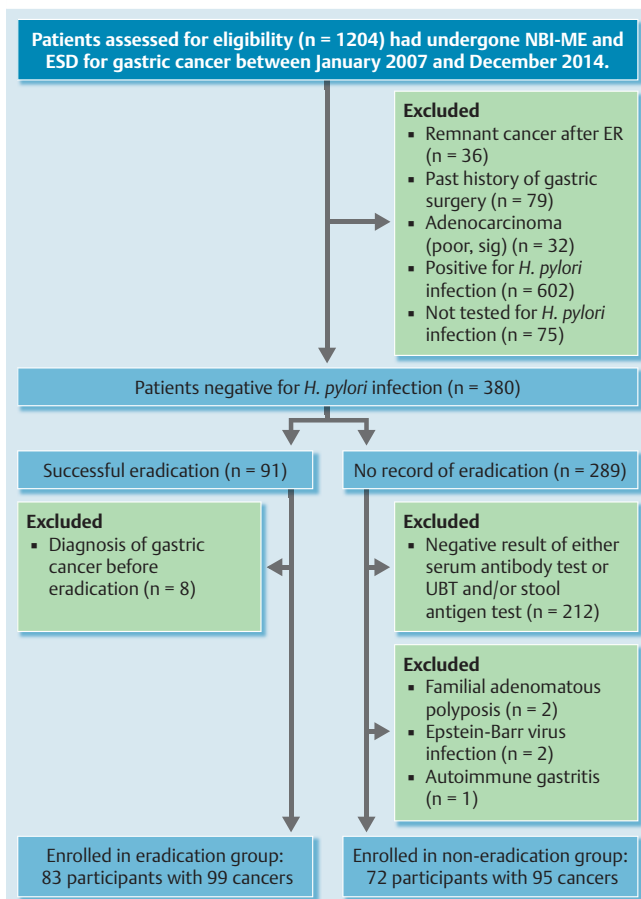 Patients assessed for eligibility (n = 1204) had undergone NBI-ME and
ESD for gastric cancer between January 2007 and December 2014.
Excluded
▪ Remnant cancer after ER
(n = 36)
▪ Past history of gastric
surgery (n = 79)
▪ Adenocarcinoma
(poor, sig) (n = 32)
▪ Positive for H. pylori
infection (n = 602)
▪ Not tested for H. pylori
infection (n = 75)
Patients negative for H. pylori infection (n = 380)
Successful eradication (n = 91)
No record of eradication (n = 289)
Excluded
▪ Diagnosis of gastric
cancer before
eradication (n = 8)
Excluded
▪ Negative result of either
serum antibody test or
UBT and/or stool
antigen test (n = 212)
Excluded
▪ Familial adenomatous
polyposis (n = 2)
▪ Epstein-Barr virus
infection (n = 2)
▪ Autoimmune gastritis
(n = 1)
Enrolled in eradication group:
83 participants with 99 cancers
Enrolled in non-eradication group:
72 participants with 95 cancers